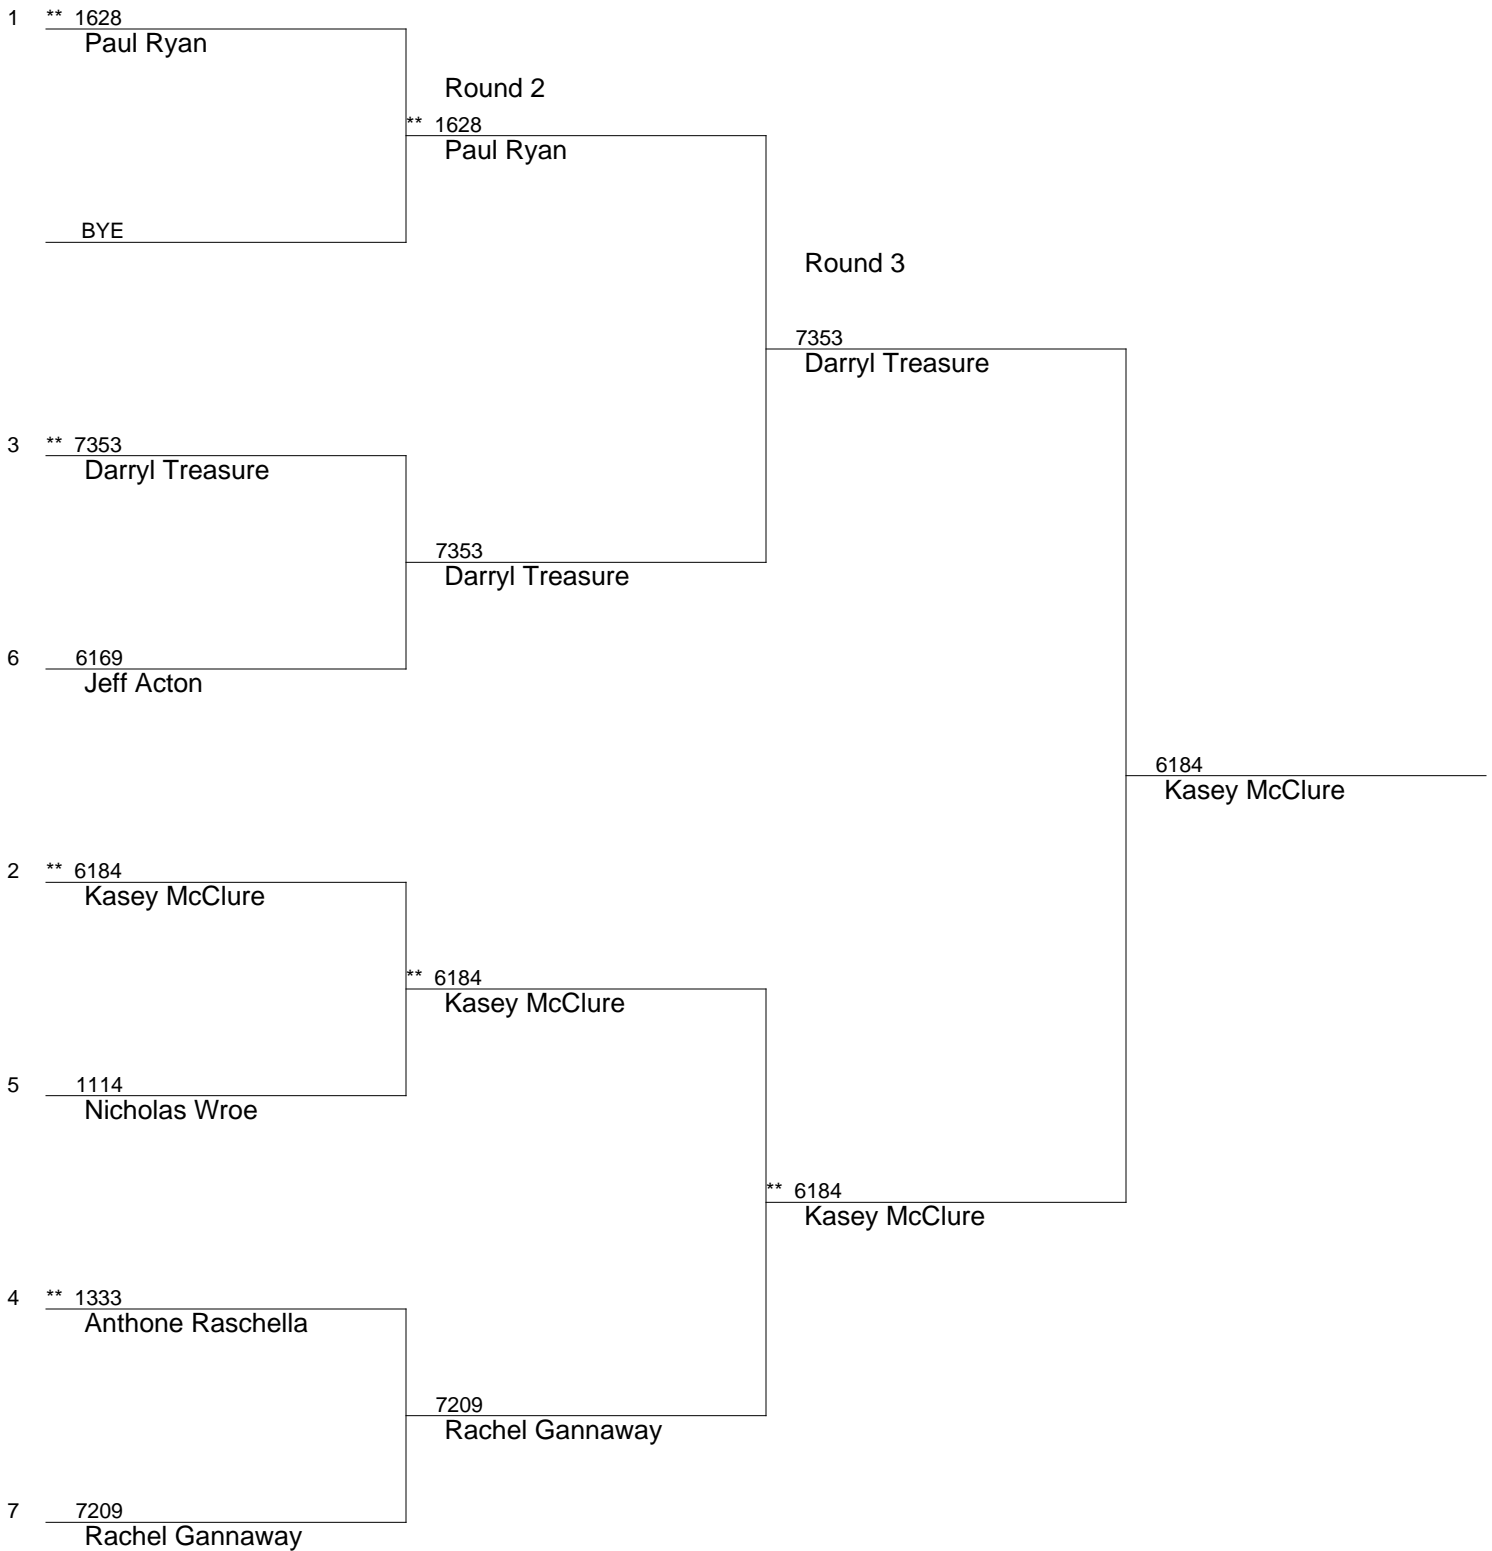 1 ** 1628
Paul Ryan
Round 2
** 1628
Paul Ryan
BYE
Round 3
7353
Darryl Treasure
3 ** 7353
Darryl Treasure
7353
Darryl Treasure
6 6169
Jeff Acton
6184
Kasey McClure
2 ** 6184
Kasey McClure
** 6184
Kasey McClure
5 1114
Nicholas Wroe
** 6184
Kasey McClure
4 ** 1333
Anthone Raschella
7209
Rachel Gannaway
7 7209
Rachel Gannaway